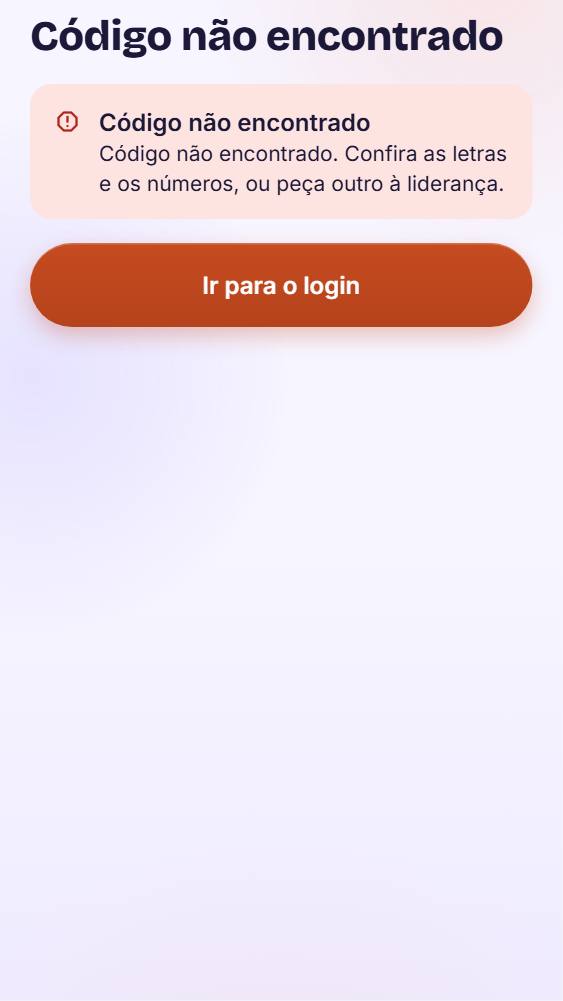 Código não encontrado
Código não encontrado
Código não encontrado. Confira as letras
e os números, ou peça outro à liderança.
Ir para o login